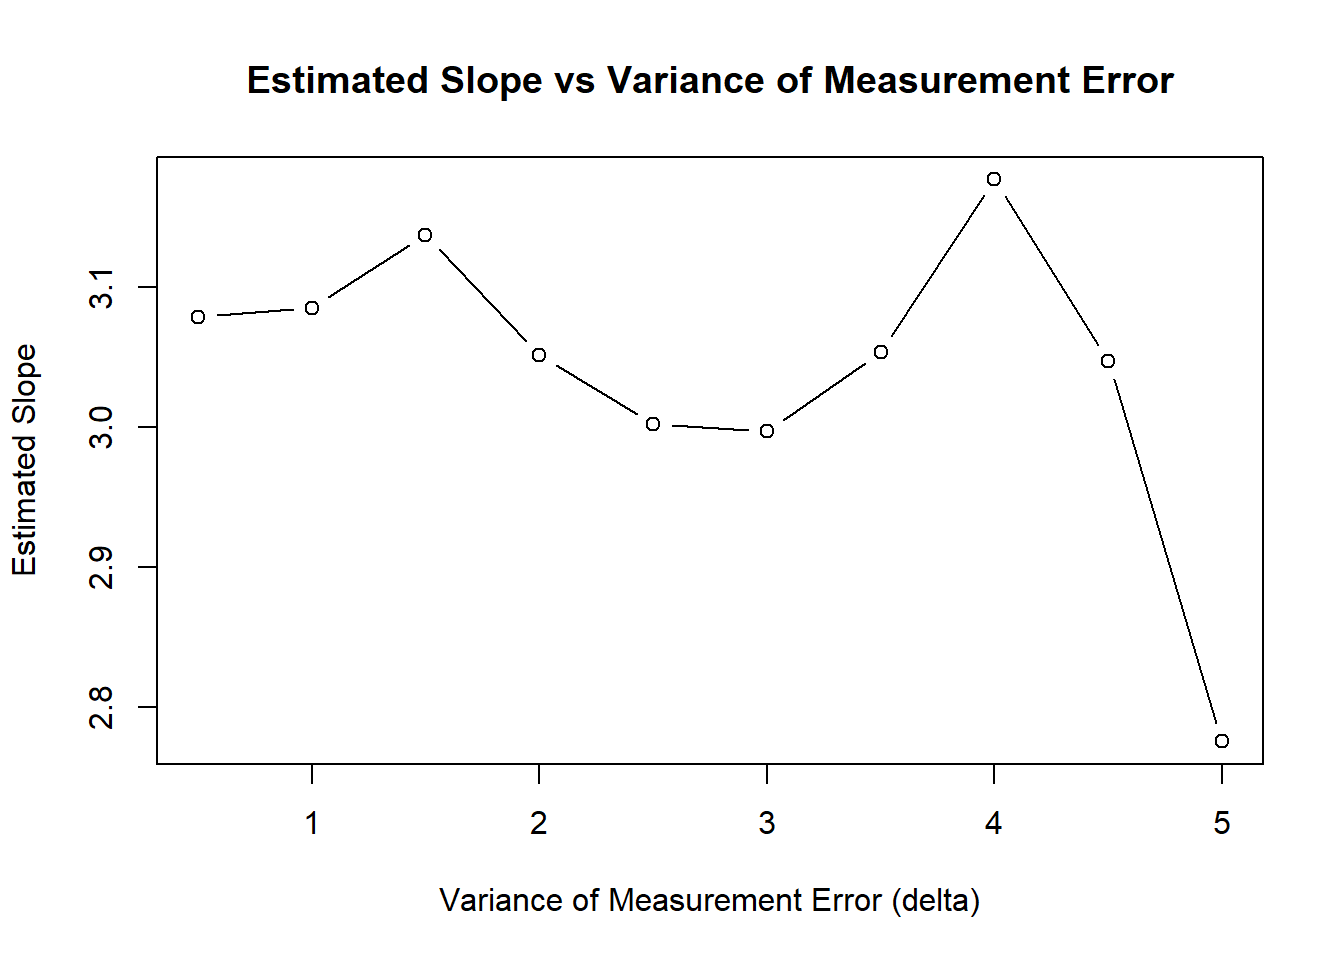 Estimated Slope vs Variance of Measurement Error
Estimated Slope
3.1
3.0
2.9
2.8
1 2 3 4 5
Variance of Measurement Error (delta)